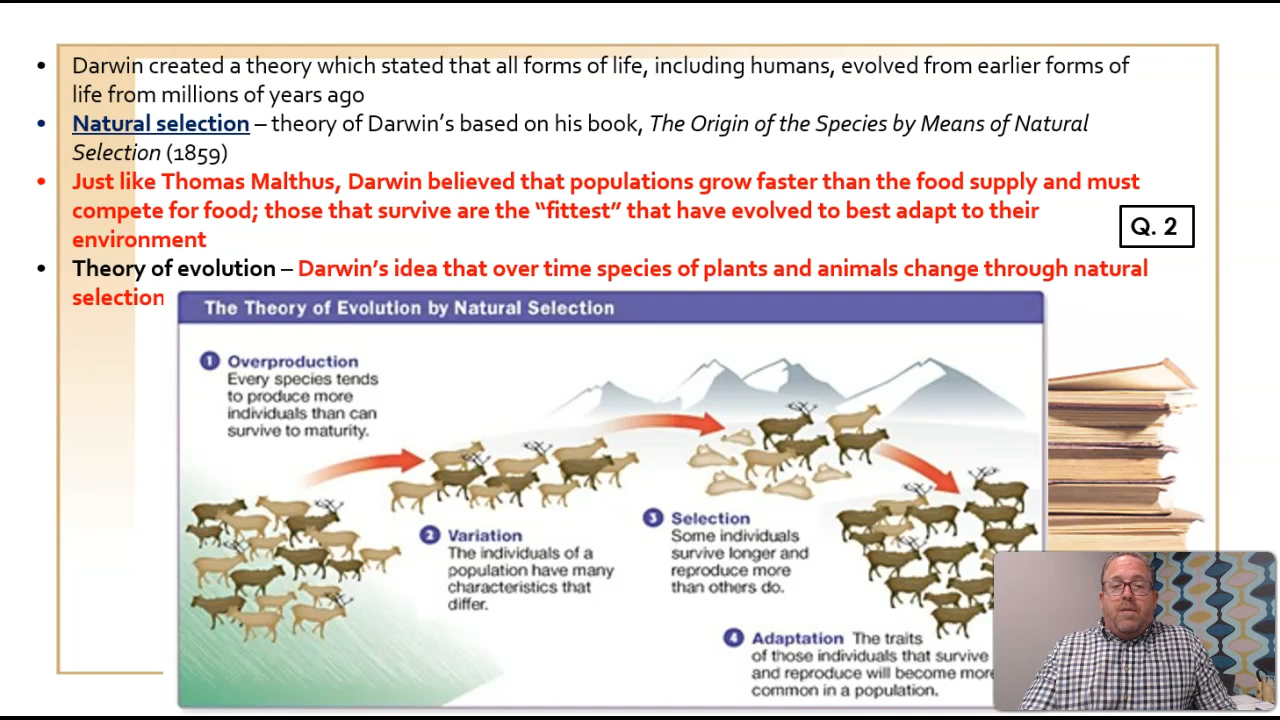 • Darwin created a theory which stated that all forms of life, including humans, evolved from earlier forms of
life from millions of years ago
• Natural selection – theory of Darwin's based on his book, The Origin of the Species by Means of Natural
Selection (1859)
• Just like Thomas Malthus, Darwin believed that populations grow faster than the food supply and must
compete for food; those that survive are the “fittest” that have evolved to best adapt to their
environment
Q. 2
• Theory of evolution – Darwin's idea that over time species of plants and animals change through natural
selection
The Theory of Evolution by Natural Selection
1 Overproduction
Every species tends
to produce more
individuals than can
survive to maturity.
2 Variation
The individuals of a
population have many
characteristics that
differ.
3 Selection
Some individuals
survive longer and
reproduce more
than others do.
4 Adaptation The traits
of those individuals that survive
and reproduce will become more
common in a population.